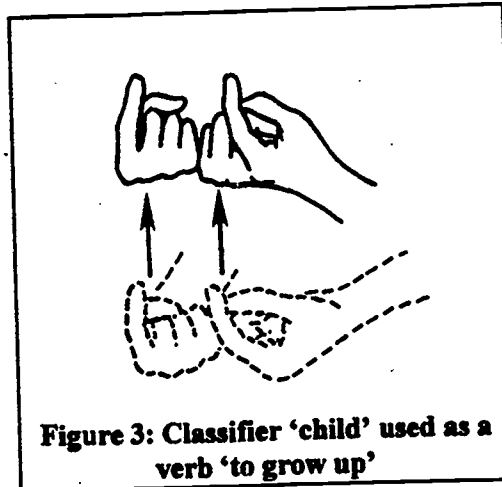 Figure 3: Classifier ‘child’ used as a
verb ‘to grow up’